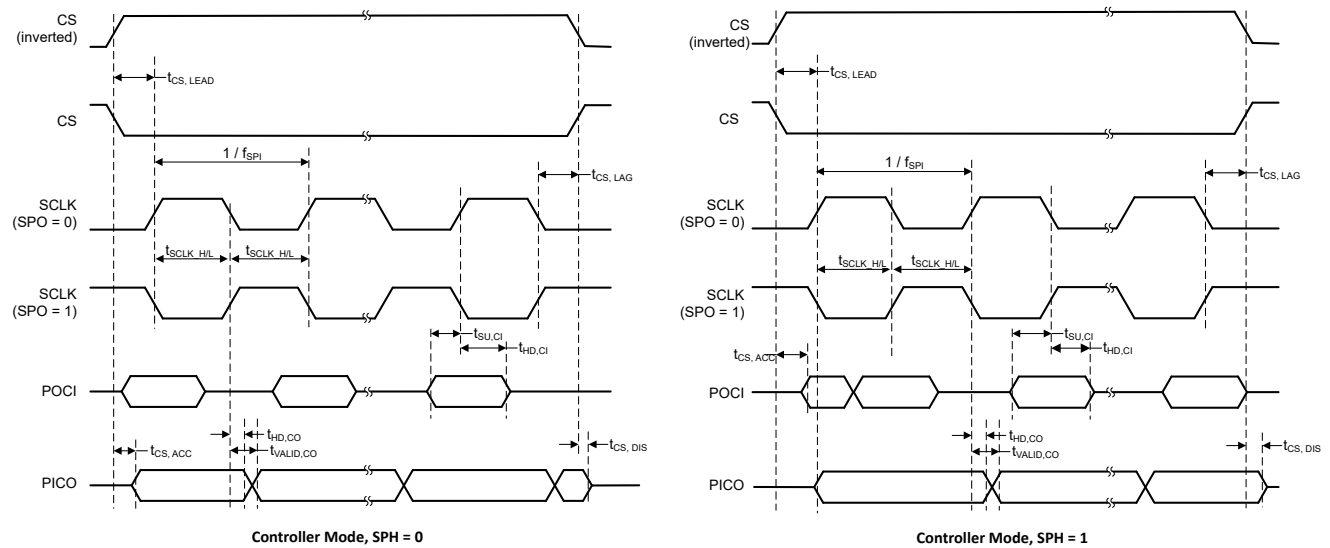 CS
(inverted)
tCS, LEAD
CS
1 / fSPI
tCS, LAG
SCLK
(SPO = 0)
tSCLK_H/L
tSCLK_H/L
SCLK
(SPO = 1)
tSU,CI
tHD,CI
POCI
tHD,CO
tVALID,CO
tCS, ACC
tCS, DIS
PICO
Controller Mode, SPH = 0
CS
(inverted)
tCS, LEAD
CS
1 / fSPI
tCS, LAG
SCLK
(SPO = 0)
tSCLK_H/L
tSCLK_H/L
SCLK
(SPO = 1)
tSU,CI
tHD,CI
tCS, ACC
POCI
tHD,CO
tVALID,CO
tCS, DIS
PICO
Controller Mode, SPH = 1